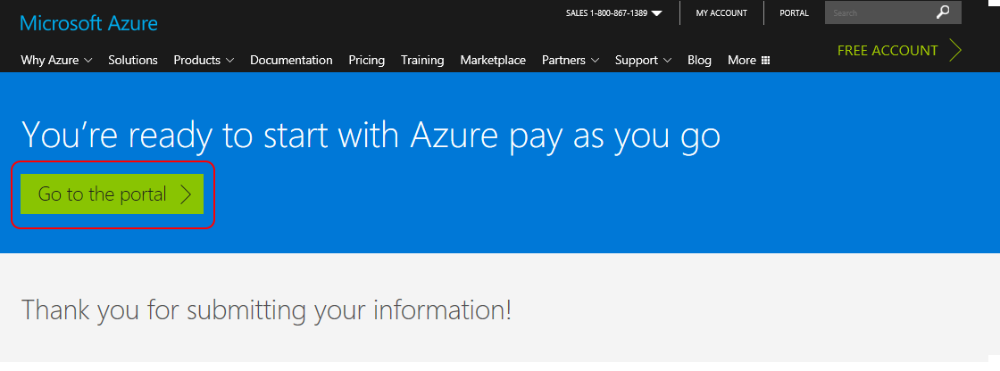 Microsoft Azure
SALES 1-800-867-1389
MY ACCOUNT
PORTAL
Search
Why Azure
Solutions
Products
Documentation
Pricing
Training
Marketplace
Partners
Support
Blog
More
FREE ACCOUNT
You're ready to start with Azure pay as you go
Go to the portal
Thank you for submitting your information!